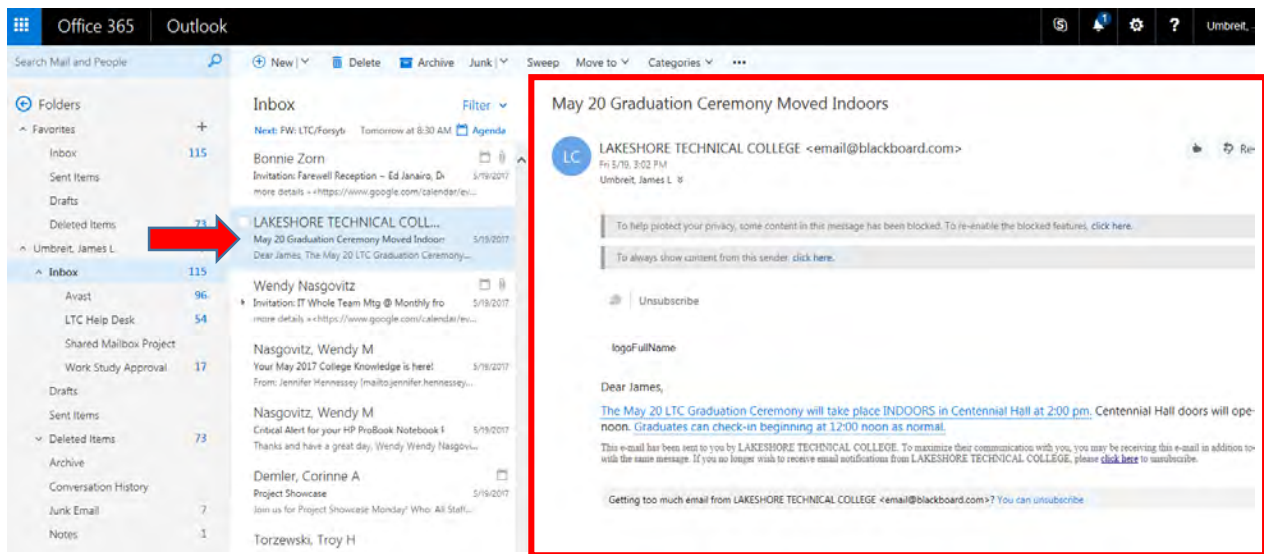 Office 365 Outlook
Umbreit,
Search Mail and People
New Delete Archive Junk Sweep Move to Categories •••
Folders
Favorites +
Inbox 115
Sent Items
Drafts
Deleted Items 73
Umbreit, James L
Inbox 115
Avast 96
LTC Help Desk 54
Shared Mailbox Project
Work Study Approval 17
Drafts
Sent Items
Deleted Items 73
Archive
Conversation History
Junk Email 7
Notes 1
Inbox Filter
Next: FW: LTC/Forsyt Tomorrow at 8:30 AM Agenda
Bonnie Zorn
Invitation: Farewell Reception – Ed Janairo, D 5/19/2017
more details «<https://www.google.com/calendar/ev...
LAKESHORE TECHNICAL COLL...
May 20 Graduation Ceremony Moved Indoor 5/19/2017
Dear James, The May 20 LTC Graduation Ceremony...
Wendy Nasgovitz
Invitation: IT Whole Team Mtg @ Monthly fro 5/19/2017
more details «<https://www.google.com/calendar/ev...
Nasgovitz, Wendy M
Your May 2017 College Knowledge is here! 5/19/2017
From: Jennifer Hennessey [mailto:jennifer.hennessey...
Nasgovitz, Wendy M
Critical Alert for your HP ProBook Notebook 5/19/2017
Thanks and have a great day, Wendy Wendy Nasgovi...
Demler, Corinne A
Project Showcase 5/19/2017
Join us for Project Showcase Monday! Who: All Staff...
Torzewski, Troy H
May 20 Graduation Ceremony Moved Indoors
LC
LAKESHORE TECHNICAL COLLEGE <email@blackboard.com>
Re
Fri 5/19, 3:02 PM
Umbreit, James L
To help protect your privacy, some content in this message has been blocked. To re-enable the blocked features, click here.
To always show content from this sender, click here.
Unsubscribe
logoFullName
Dear James,
The May 20 LTC Graduation Ceremony will take place INDOORS in Centennial Hall at 2:00 pm. Centennial Hall doors will ope
noon. Graduates can check-in beginning at 12:00 noon as normal.
This e-mail has been sent to you by LAKESHORE TECHNICAL COLLEGE. To maximize their communication with you, you may be receiving this e-mail in addition to
with the same message. If you no longer wish to receive email notifications from LAKESHORE TECHNICAL COLLEGE, please click here to unsubscribe.
Getting too much email from LAKESHORE TECHNICAL COLLEGE <email@blackboard.com>? You can unsubscribe